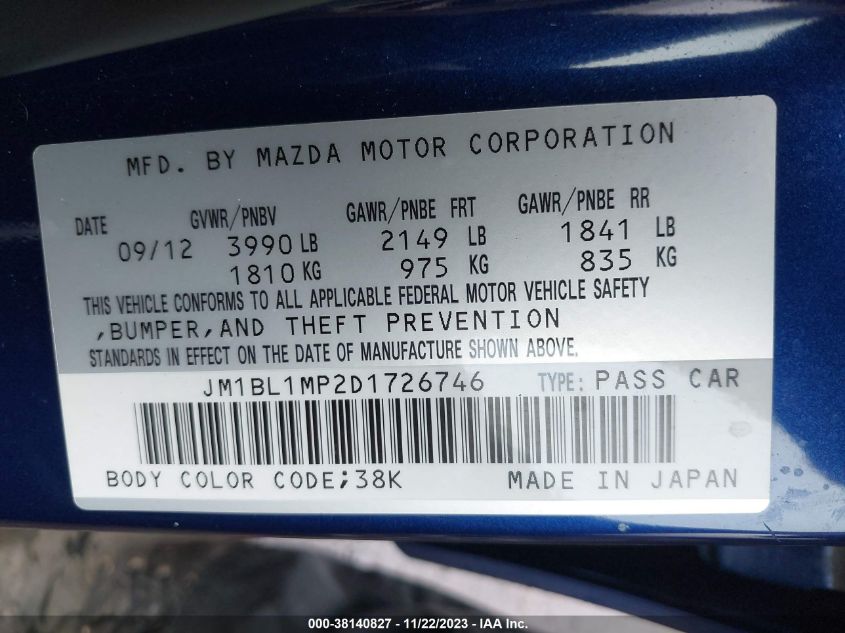 MFD. BY MAZDA MOTOR CORPORATION
DATE GVWR/PNBV GAWR/PNBE FRT GAWR/PNBE RR
09/12 3990 LB 2149 LB 1841 LB
1810 KG 975 KG 835 KG
THIS VEHICLE CONFORMS TO ALL APPLICABLE FEDERAL MOTOR VEHICLE SAFETY
,BUMPER,AND THEFT PREVENTION
STANDARDS IN EFFECT ON THE DATE OF MANUFACTURE SHOWN ABOVE.
JM1BL1MP2D1726746 TYPE: PASS CAR
BODY COLOR CODE;38K MADE IN JAPAN
000-38140827 - 11/22/2023 - IAA Inc.